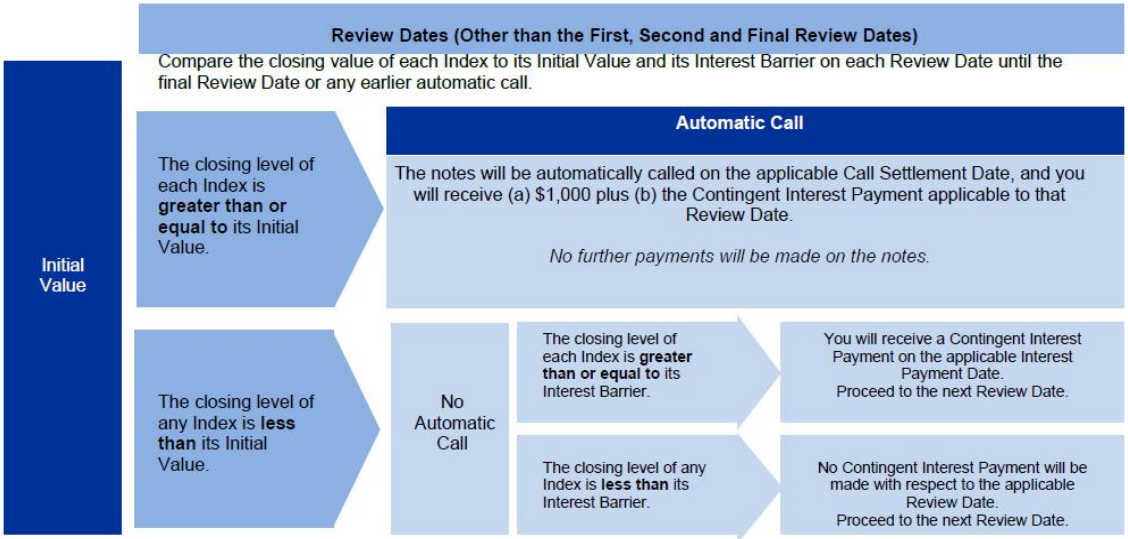 Review Dates (Other than the First, Second and Final Review Dates)
Compare the closing value of each Index to its Initial Value and its Interest Barrier on each Review Date until the
final Review Date or any earlier automatic call.
Initial
Value
The closing level of
each Index is
greater than or
equal to its Initial
Value.
Automatic Call
The notes will be automatically called on the applicable Call Settlement Date, and you
will receive (a) $1,000 plus (b) the Contingent Interest Payment applicable to that
Review Date.
No further payments will be made on the notes.
The closing level of
any Index is less
than its Initial
Value.
No
Automatic
Call
The closing level of
each Index is greater
than or equal to its
Interest Barrier.
You will receive a Contingent Interest
Payment on the applicable Interest
Payment Date.
Proceed to the next Review Date.
The closing level of any
Index is less than its
Interest Barrier.
No Contingent Interest Payment will be
made with respect to the applicable
Review Date.
Proceed to the next Review Date.